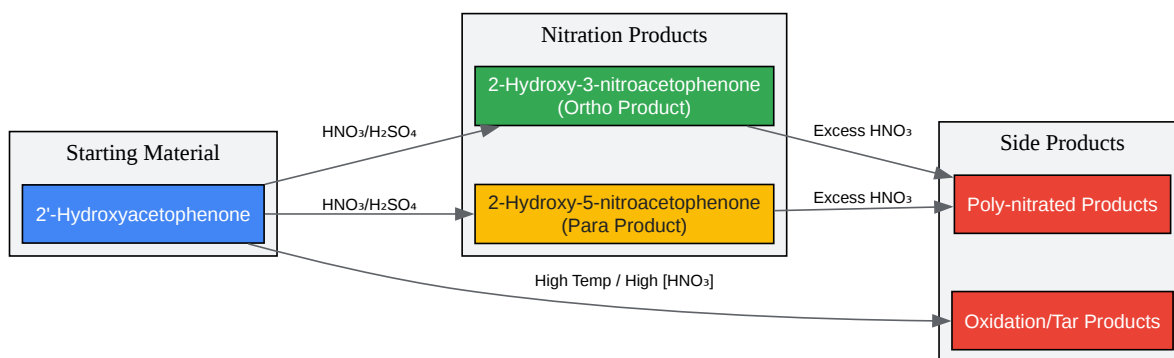 Nitration Products
2-Hydroxy-3-nitroacetophenone
(Ortho Product)
HNO₃/H₂SO₄
Excess HNO₃
Starting Material
Side Products
2'-Hydroxyacetophenone
HNO₃/H₂SO₄
2-Hydroxy-5-nitroacetophenone
(Para Product)
Excess HNO₃
Poly-nitrated Products
High Temp / High [HNO₃]
Oxidation/Tar Products